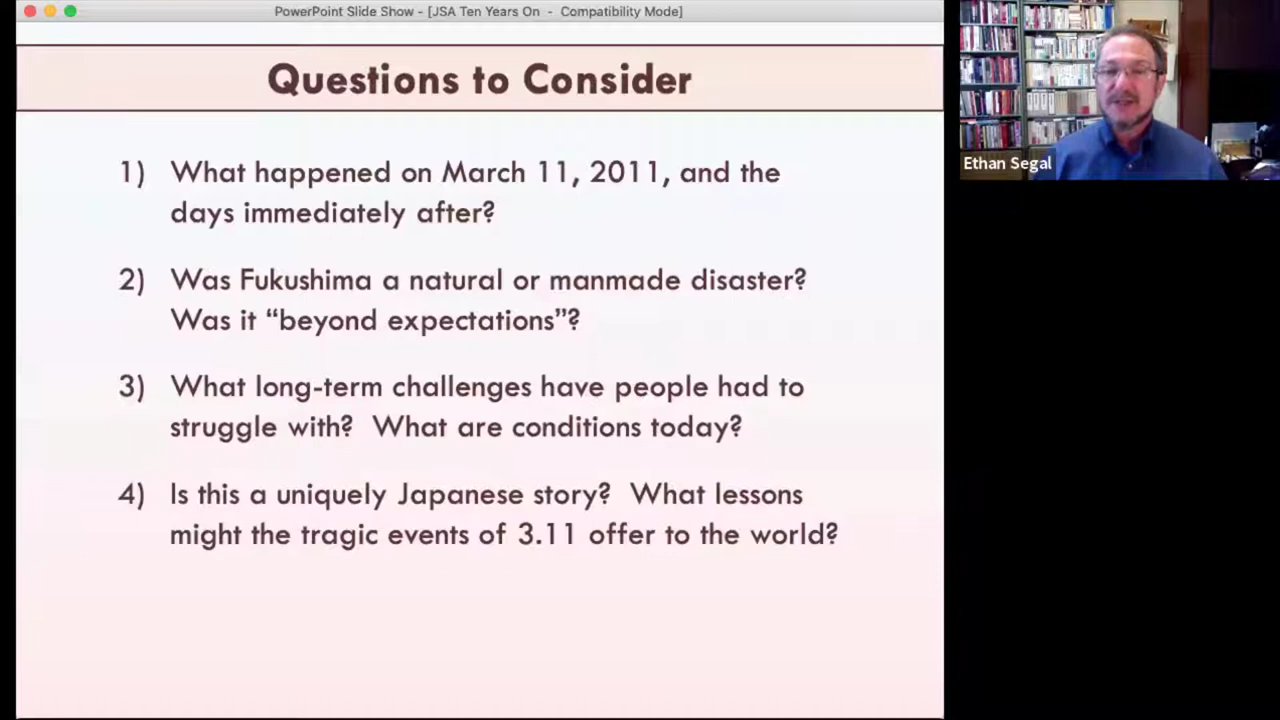 PowerPoint Slide Show - [JSA Ten Years On - Compatibility Mode]
Questions to Consider
1) What happened on March 11, 2011, and the
days immediately after?
2) Was Fukushima a natural or manmade disaster?
Was it “beyond expectations”?
3) What long-term challenges have people had to
struggle with? What are conditions today?
4) Is this a uniquely Japanese story? What lessons
might the tragic events of 3.11 offer to the world?
Ethan Segal